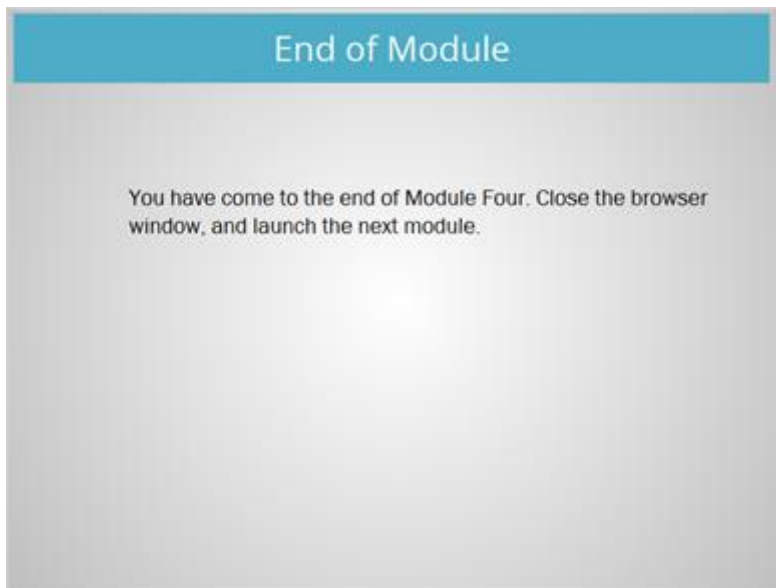 End of Module
You have come to the end of Module Four. Close the browser
window, and launch the next module.